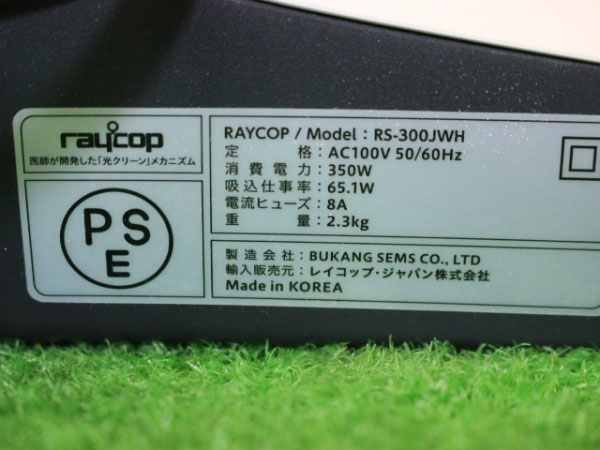 raycop
医師が開発した「光クリーン」メカニズム
PS
E
RAYCOP / Model : RS-300JWH
定 格 : AC100V 50/60Hz
消費電力 : 350W
吸込仕事率 : 65.1W
電流ヒューズ : 8A
重 量 : 2.3kg
製造会社 : BUKANG SEMS CO., LTD
輸入販売元 : レイコップ・ジャパン株式会社
Made in KOREA